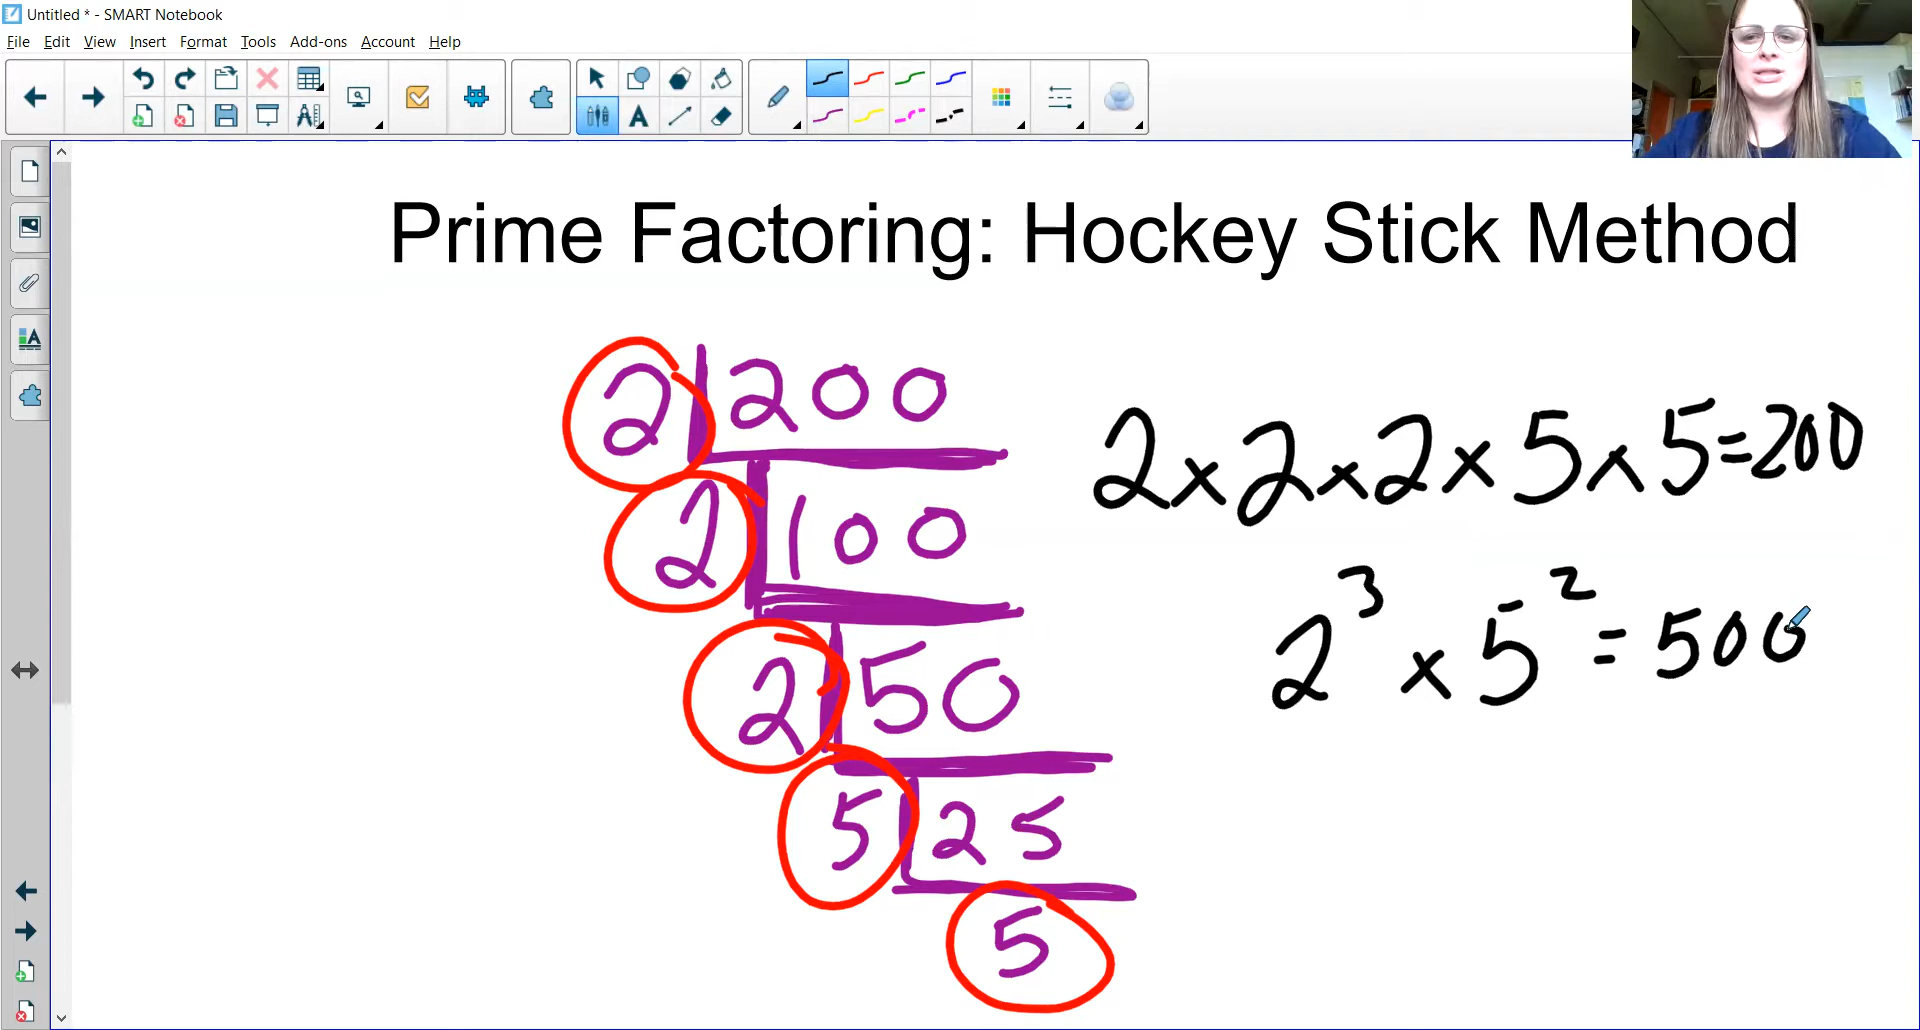 Untitled * - SMART Notebook
File Edit View Insert Format Tools Add-ons Account Help
Prime Factoring: Hockey Stick Method
2 200
2 100
2 50
5 25
5
2 x 2 x 2 x 5 x 5 = 200
2³ x 5² = 500